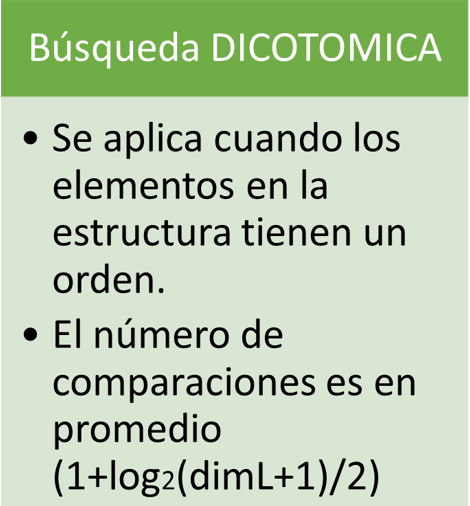 Búsqueda DICOTOMICA
• Se aplica cuando los
elementos en la
estructura tienen un
orden.
• El número de
comparaciones es en
promedio
(1+log2(dimL+1)/2)